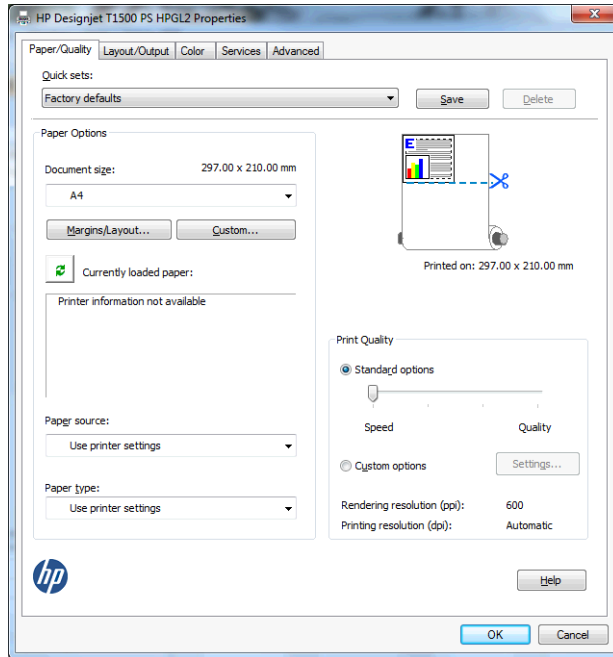 HP Designjet T1500 PS HPGL2 Properties
Paper/Quality Layout/Output Color Services Advanced
Quick sets:
Factory defaults
Save
Delete
Paper Options
Document size:
297.00 x 210.00 mm
A4
Margins/Layout...
Custom...
E
Printed on: 297.00 x 210.00 mm
Currently loaded paper:
Printer information not available
Print Quality
Standard options
Speed
Quality
Custom options
Settings...
Rendering resolution (ppi):
600
Printing resolution (dpi):
Automatic
Paper source:
Use printer settings
Paper type:
Use printer settings
hp
Help
OK
Cancel